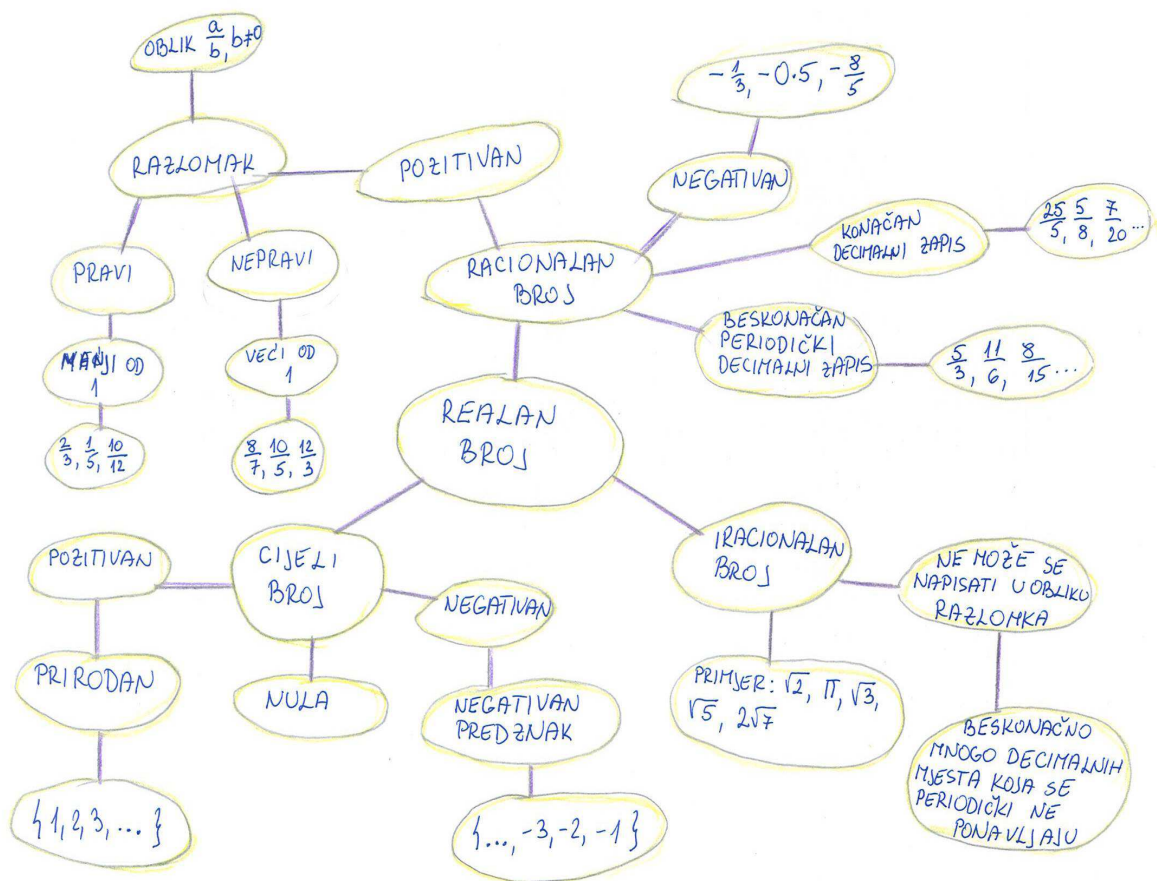 OBLIK a/b, b≠0
RAZLOMAK
PRAVI
MANJI OD
1
2/3, 1/5, 10/12
NEPRAVI
VEĆI OD
1
8/7, 10/5, 12/3
POZITIVAN
-1/3, -0.5, -8/5
NEGATIVAN
RACIONALAN
BROJ
KONAČAN
DECIMALNI ZAPIS
25/5, 5/8, 7/20 ...
BESKONAČAN
PERIODIČKI
DECIMALNI ZAPIS
5/3, 11/6, 8/15 ...
REALAN
BROJ
CIJELI
BROJ
POZITIVAN
PRIRODAN
{1, 2, 3, ... }
NULA
NEGATIVAN
NEGATIVAN
PREDZNAK
{..., -3, -2, -1 }
IRACIONALAN
BROJ
PRIMJER: √2, π, √3,
√5, 2√7
NE MOŽE SE
NAPISATI U OBLIKU
RAZLOMKA
BESKONAČNO
MNOGO DECIMALNIH
MJESTA KOJA SE
PERIODIČKI NE
PONAVLJAJU